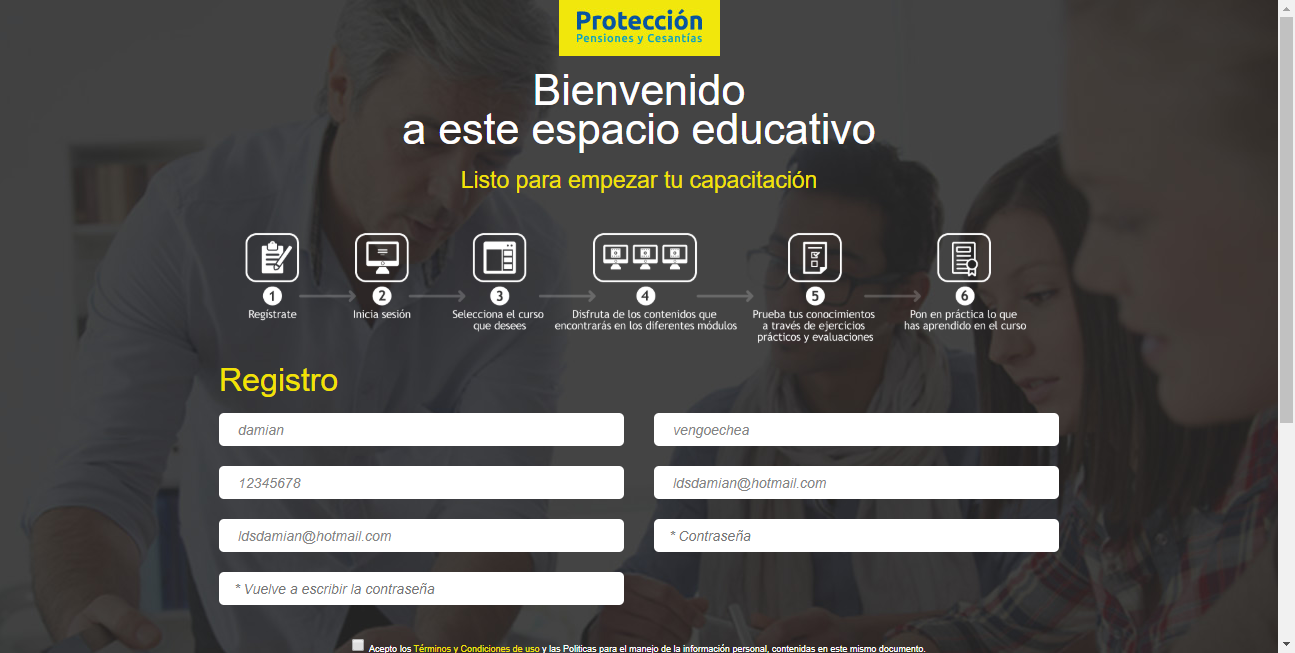 Protección
Pensiones y Cesantías
Bienvenido
a este espacio educativo
Listo para empezar tu capacitación
1
Regístrate
2
Inicia sesión
3
Selecciona el curso
que desees
4
Disfruta de los contenidos que
encontrarás en los diferentes módulos
5
Prueba tus conocimientos
a través de ejercicios
prácticos y evaluaciones
6
Pon en práctica lo que
has aprendido en el curso
Registro
damian
vengoechea
12345678
ldsdamian@hotmail.com
ldsdamian@hotmail.com
* Contraseña
* Vuelve a escribir la contraseña
Acepto los Términos y Condiciones de uso y las Políticas para el manejo de la información personal, contenidas en este mismo documento.